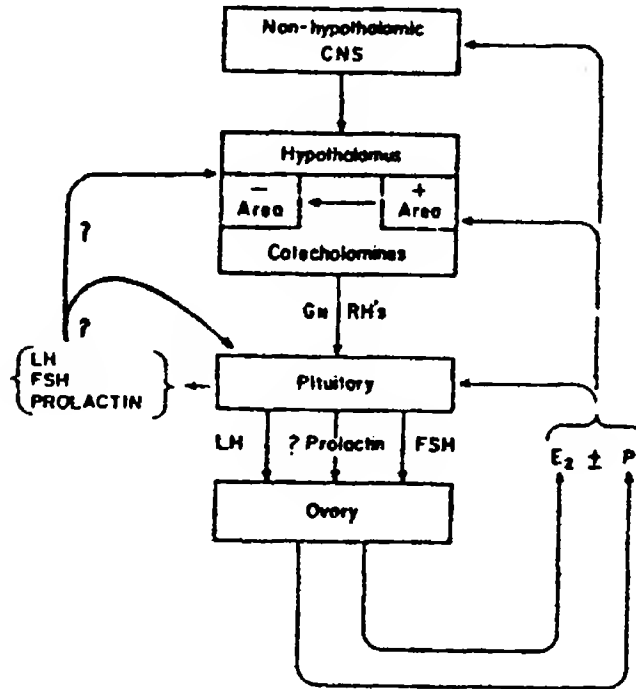 Non-hypothalamic
CNS
Hypothalamus
− +
Area Area
Catecholamines
Gn RH's
?
?
LH
FSH
PROLACTIN
Pituitary
LH ? Prolactin FSH
E₂ ± P
Ovary